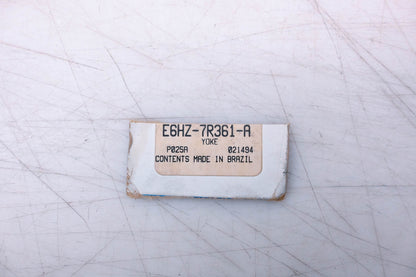 E6HZ-7R361-A
YOKE
P025A 021494
CONTENTS MADE IN BRAZIL